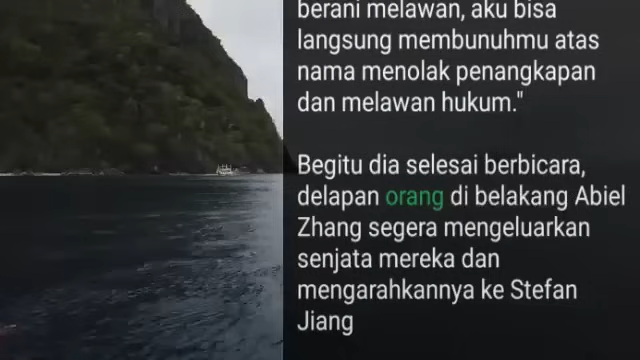 berani melawan, aku bisa
langsung membunuhmu atas
nama menolak penangkapan
dan melawan hukum."
Begitu dia selesai berbicara,
delapan orang di belakang Abiel
Zhang segera mengeluarkan
senjata mereka dan
mengarahkannya ke Stefan
Jiang